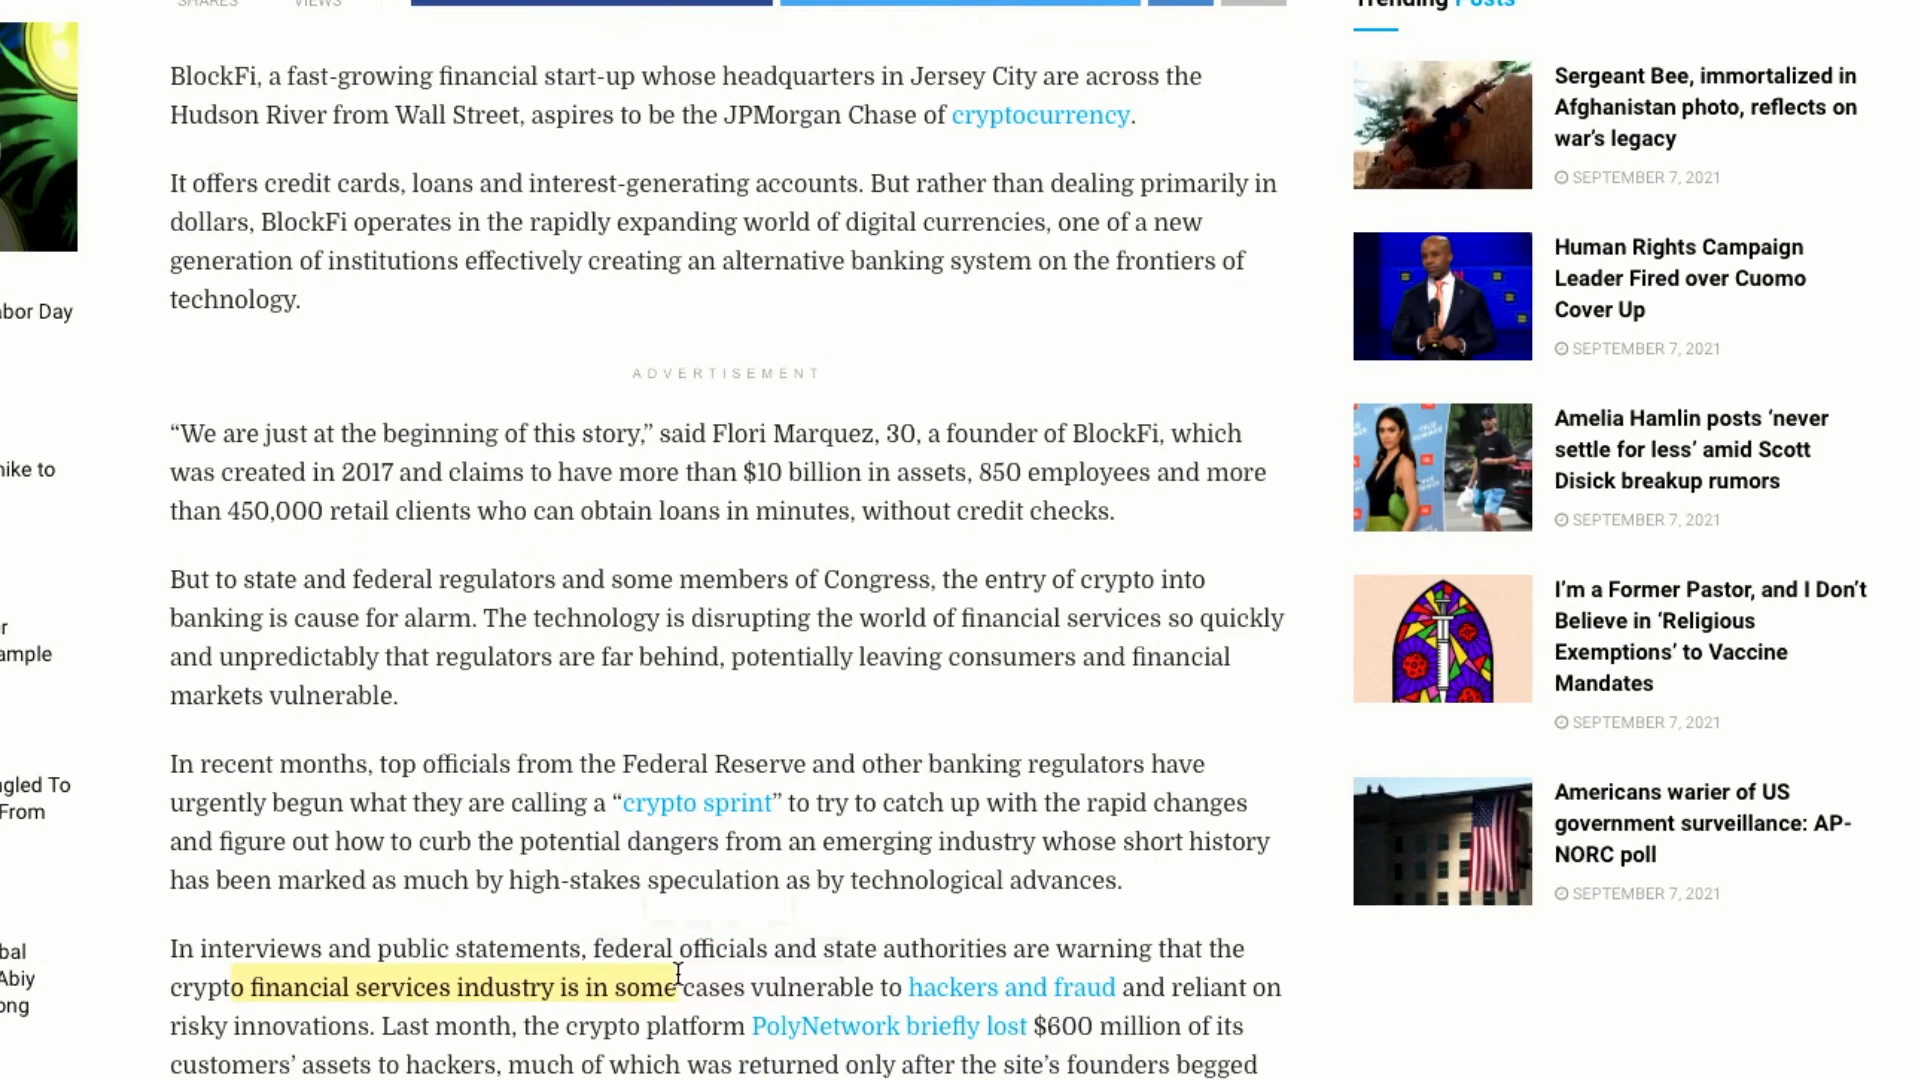 SHARES
VIEWS
BlockFi, a fast-growing financial start-up whose headquarters in Jersey City are across the
Hudson River from Wall Street, aspires to be the JPMorgan Chase of cryptocurrency.
It offers credit cards, loans and interest-generating accounts. But rather than dealing primarily in
dollars, BlockFi operates in the rapidly expanding world of digital currencies, one of a new
generation of institutions effectively creating an alternative banking system on the frontiers of
technology.
ADVERTISEMENT
“We are just at the beginning of this story,” said Flori Marquez, 30, a founder of BlockFi, which
was created in 2017 and claims to have more than $10 billion in assets, 850 employees and more
than 450,000 retail clients who can obtain loans in minutes, without credit checks.
But to state and federal regulators and some members of Congress, the entry of crypto into
banking is cause for alarm. The technology is disrupting the world of financial services so quickly
and unpredictably that regulators are far behind, potentially leaving consumers and financial
markets vulnerable.
In recent months, top officials from the Federal Reserve and other banking regulators have
urgently begun what they are calling a “crypto sprint” to try to catch up with the rapid changes
and figure out how to curb the potential dangers from an emerging industry whose short history
has been marked as much by high-stakes speculation as by technological advances.
In interviews and public statements, federal officials and state authorities are warning that the
crypto financial services industry is in some cases vulnerable to hackers and fraud and reliant on
risky innovations. Last month, the crypto platform PolyNetwork briefly lost $600 million of its
customers’ assets to hackers, much of which was returned only after the site’s founders begged
abor Day
nike to
r
ample
gled To
From
bal
Abiy
ong
Trending Posts
Sergeant Bee, immortalized in
Afghanistan photo, reflects on
war’s legacy
SEPTEMBER 7, 2021
Human Rights Campaign
Leader Fired over Cuomo
Cover Up
SEPTEMBER 7, 2021
Amelia Hamlin posts ‘never
settle for less’ amid Scott
Disick breakup rumors
SEPTEMBER 7, 2021
I’m a Former Pastor, and I Don’t
Believe in ‘Religious
Exemptions’ to Vaccine
Mandates
SEPTEMBER 7, 2021
Americans warier of US
government surveillance: AP-
NORC poll
SEPTEMBER 7, 2021